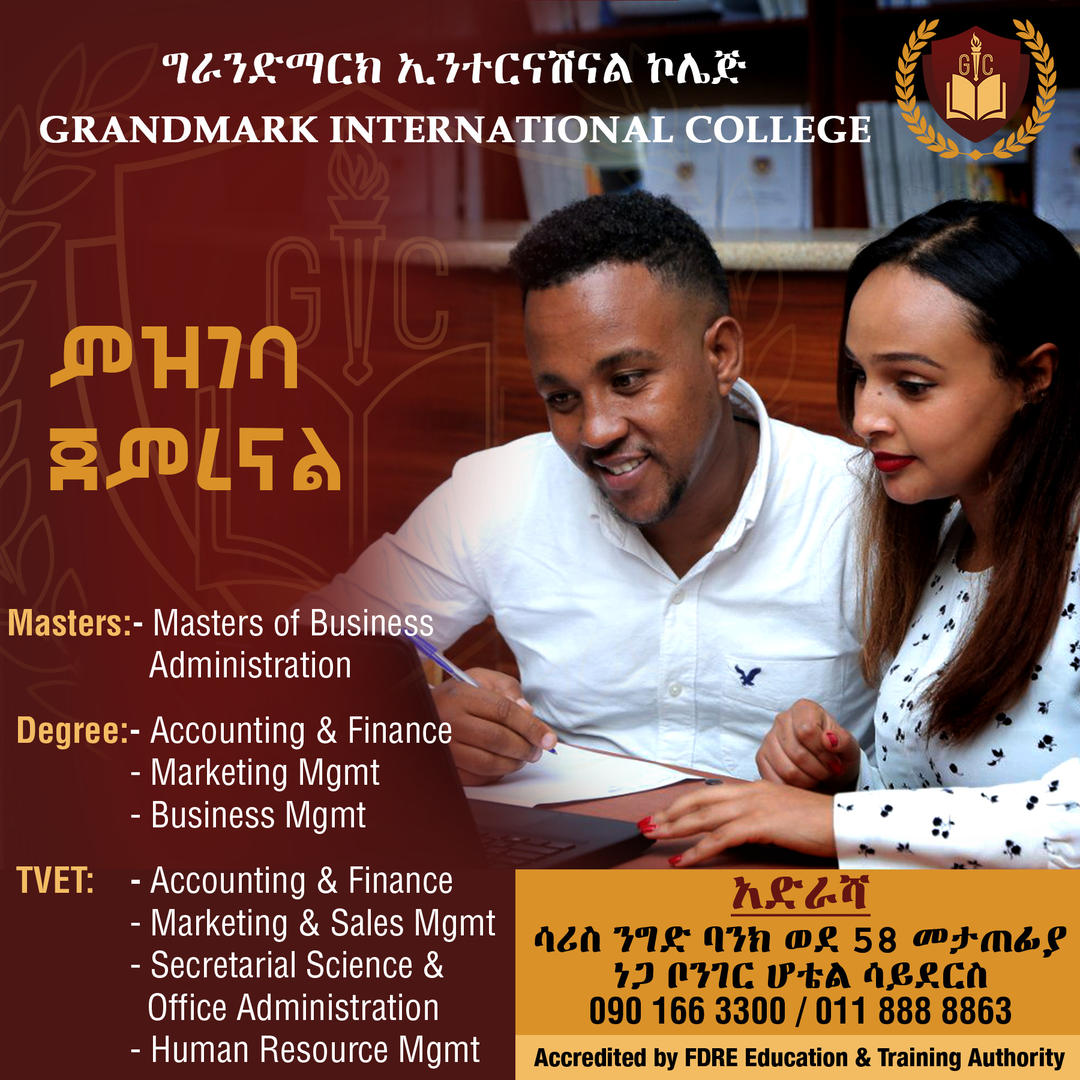 ግራንድማርክ ኢንተርናሽናል ኮሌጅ
GRANDMARK INTERNATIONAL COLLEGE
GC
ምዝገባ
ጀምረናል
Masters:- Masters of Business
Administration
Degree:- Accounting & Finance
- Marketing Mgmt
- Business Mgmt
TVET: - Accounting & Finance
- Marketing & Sales Mgmt
- Secretarial Science &
Office Administration
- Human Resource Mgmt
አድራሻ
ሳሪስ ንግድ ባንክ ወደ 58 መታጠፊያ
ነጋ ቦንገር ሆቴል ሳይደርስ
090 166 3300 / 011 888 8863
Accredited by FDRE Education & Training Authority